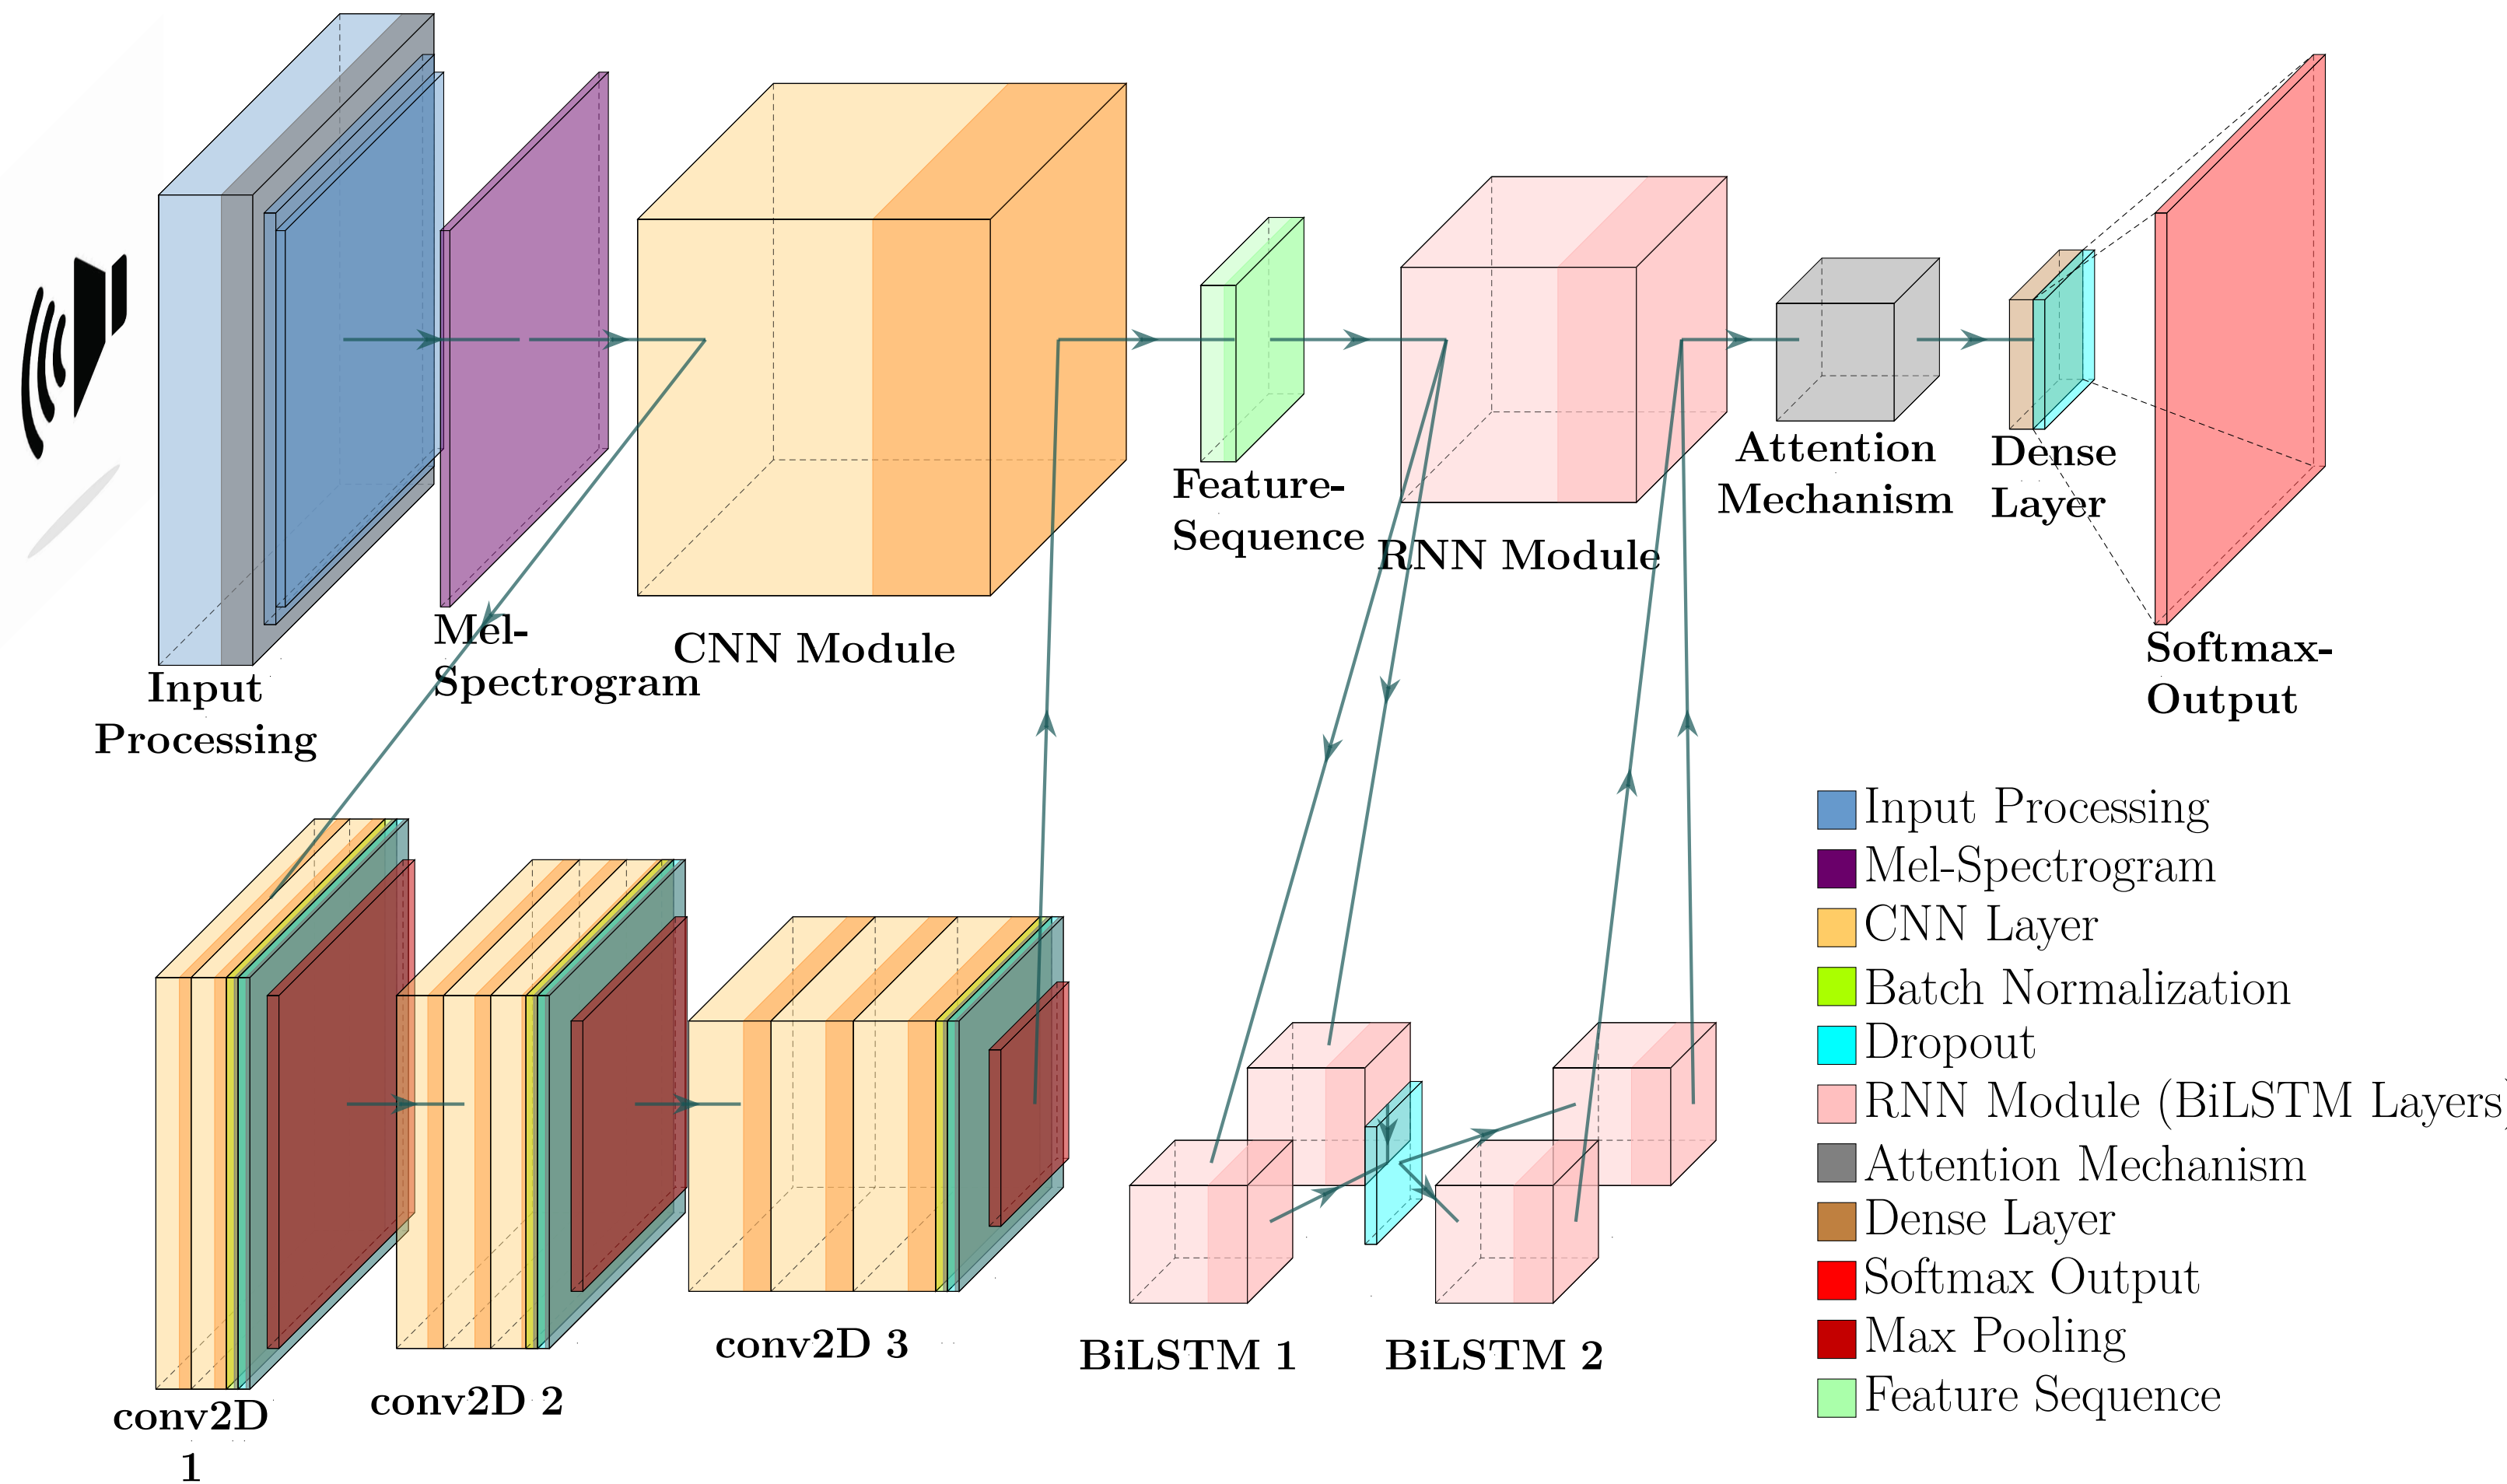 Input
Processing
Mel-
Spectrogram
CNN Module
Feature-
Sequence
RNN Module
Attention
Mechanism
Dense
Layer
Softmax-
Output
conv2D
1
conv2D 2
conv2D 3
BiLSTM 1
BiLSTM 2
Input Processing
Mel-Spectrogram
CNN Layer
Batch Normalization
Dropout
RNN Module (BiLSTM Layers)
Attention Mechanism
Dense Layer
Softmax Output
Max Pooling
Feature Sequence